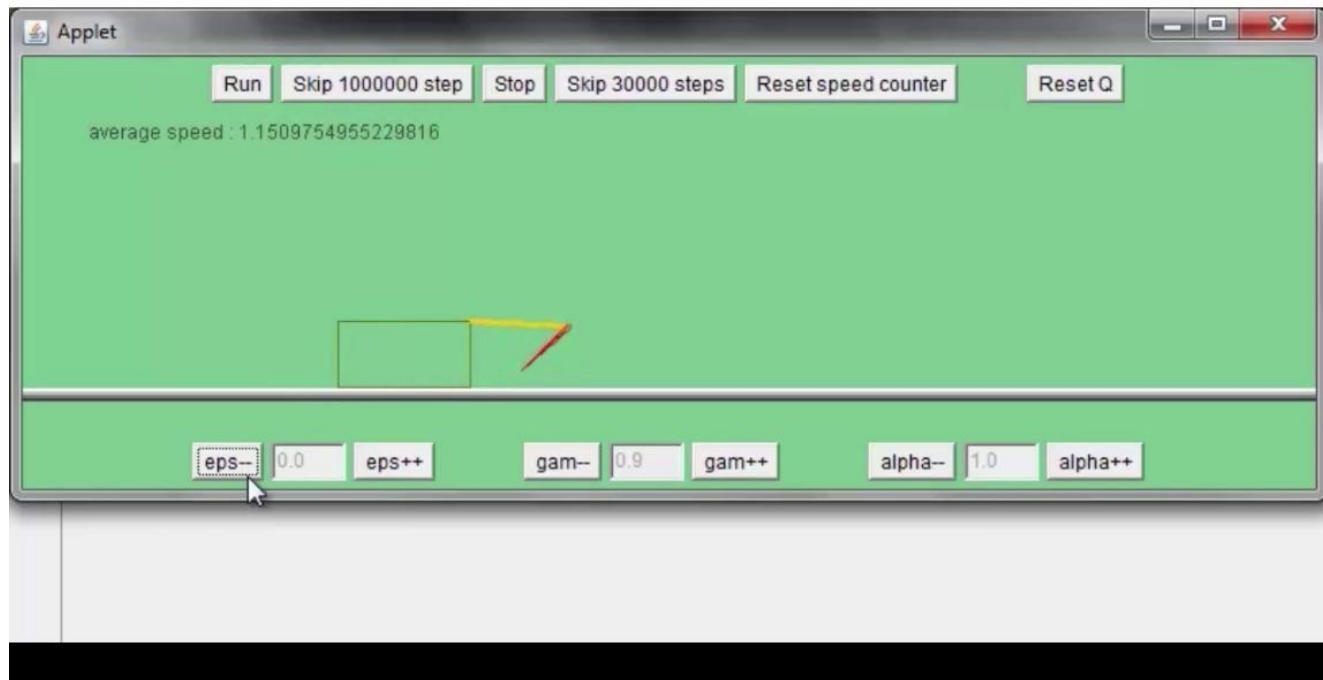 Applet
Run Skip 1000000 step Stop Skip 30000 steps Reset speed counter Reset Q
average speed : 1.1509754955229816
eps-- 0.0 eps++ gam-- 0.9 gam++ alpha-- 1.0 alpha++